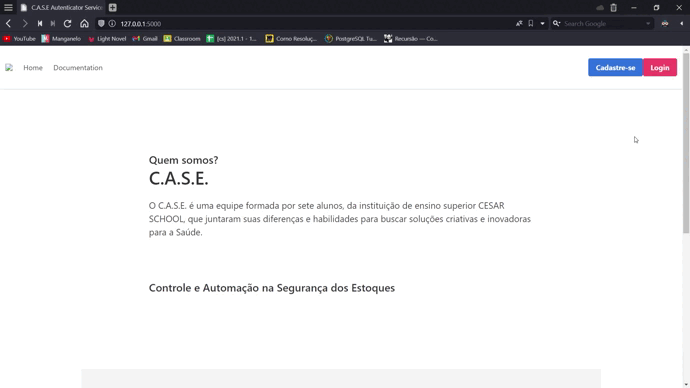 C.A.S.E Autenticator Servico
127.0.0.1:5000
Search Google
YouTube
Manganelo
Light Novel
Gmail
Classroom
[cs] 2021.1 - 1...
Como Resoluç...
PostgreSQL Tu...
Recursão — Co...
Home
Documentation
Cadastre-se
Login
Quem somos?
C.A.S.E.
O C.A.S.E. é uma equipe formada por sete alunos, da instituição de ensino superior CESAR
SCHOOL, que juntaram suas diferenças e habilidades para buscar soluções criativas e inovadoras
para a Saúde.
Controle e Automação na Segurança dos Estoques